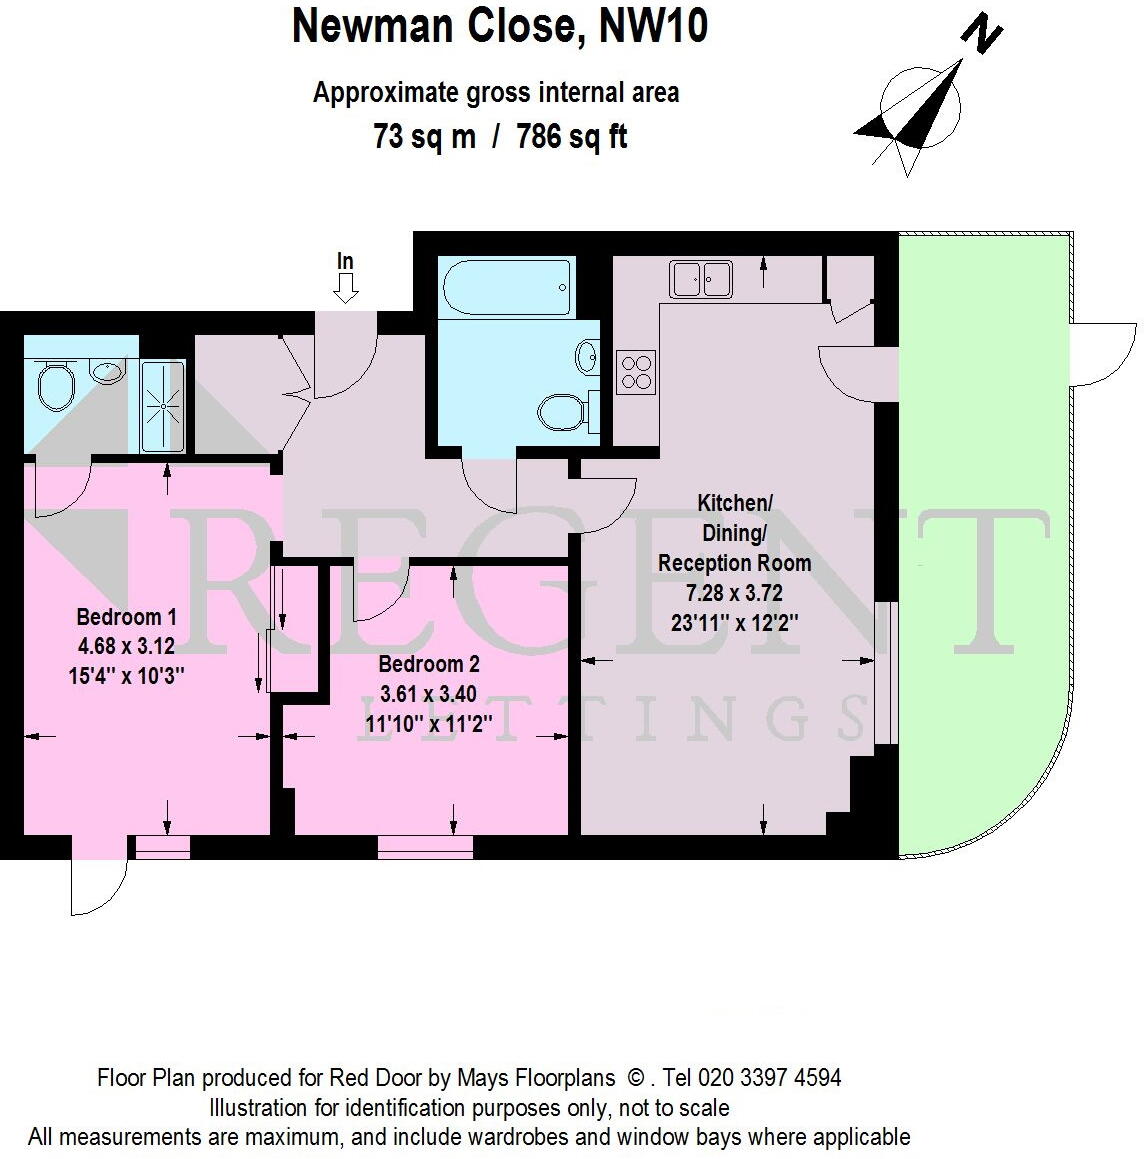 Newman Close, NW10
N
Approximate gross internal area
73 sq m / 786 sq ft
In
Kitchen/
Dining/
Reception Room
7.28 x 3.72
23'11" x 12'2"
Bedroom 1
4.68 x 3.12
15'4" x 10'3"
Bedroom 2
3.61 x 3.40
11'10" x 11'2"
REGENT
LETTINGS
Floor Plan produced for Red Door by Mays Floorplans © . Tel 020 3397 4594
Illustration for identification purposes only, not to scale
All measurements are maximum, and include wardrobes and window bays where applicable